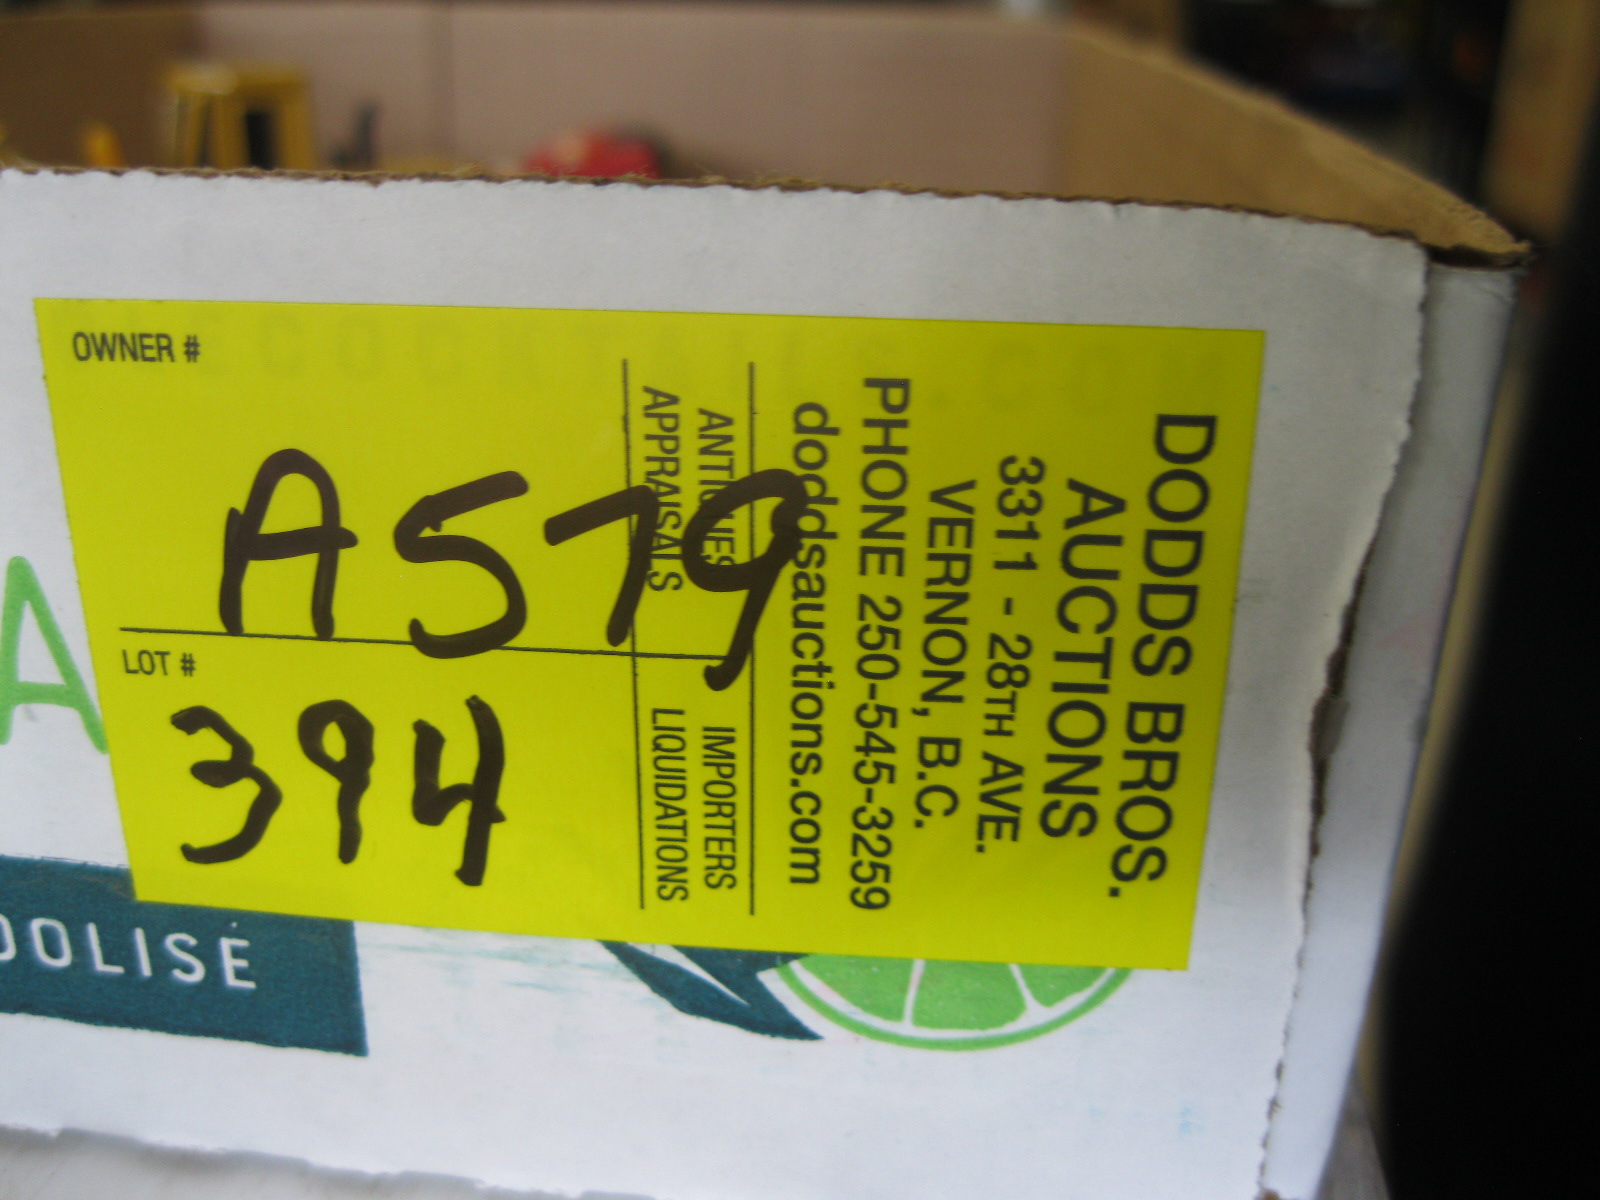 OWNER #
A579
LOT #
394
DODDS BROS.
AUCTIONS
3311 - 28TH AVE.
VERNON, B.C.
PHONE 250-545-3259
doddsauctions.com
ANTIQUES IMPORTERS
APPRAISALS LIQUIDATIONS
A
OOLISÉ